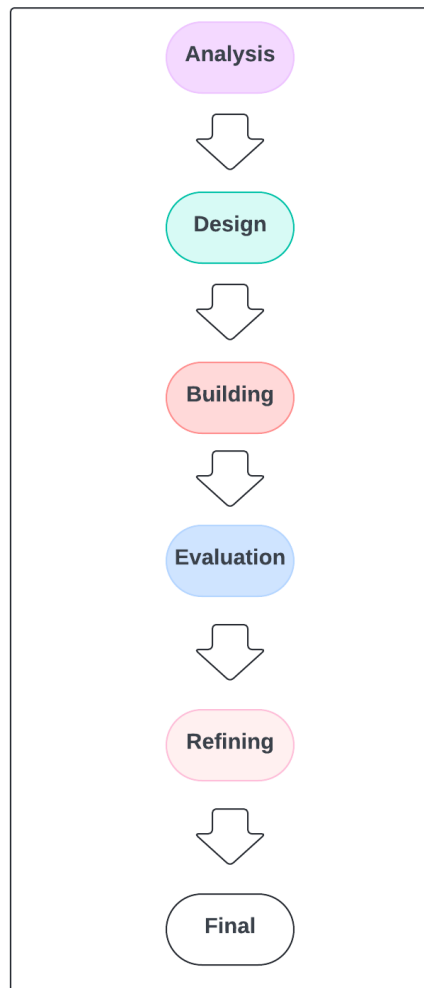 Analysis
Design
Building
Evaluation
Refining
Final